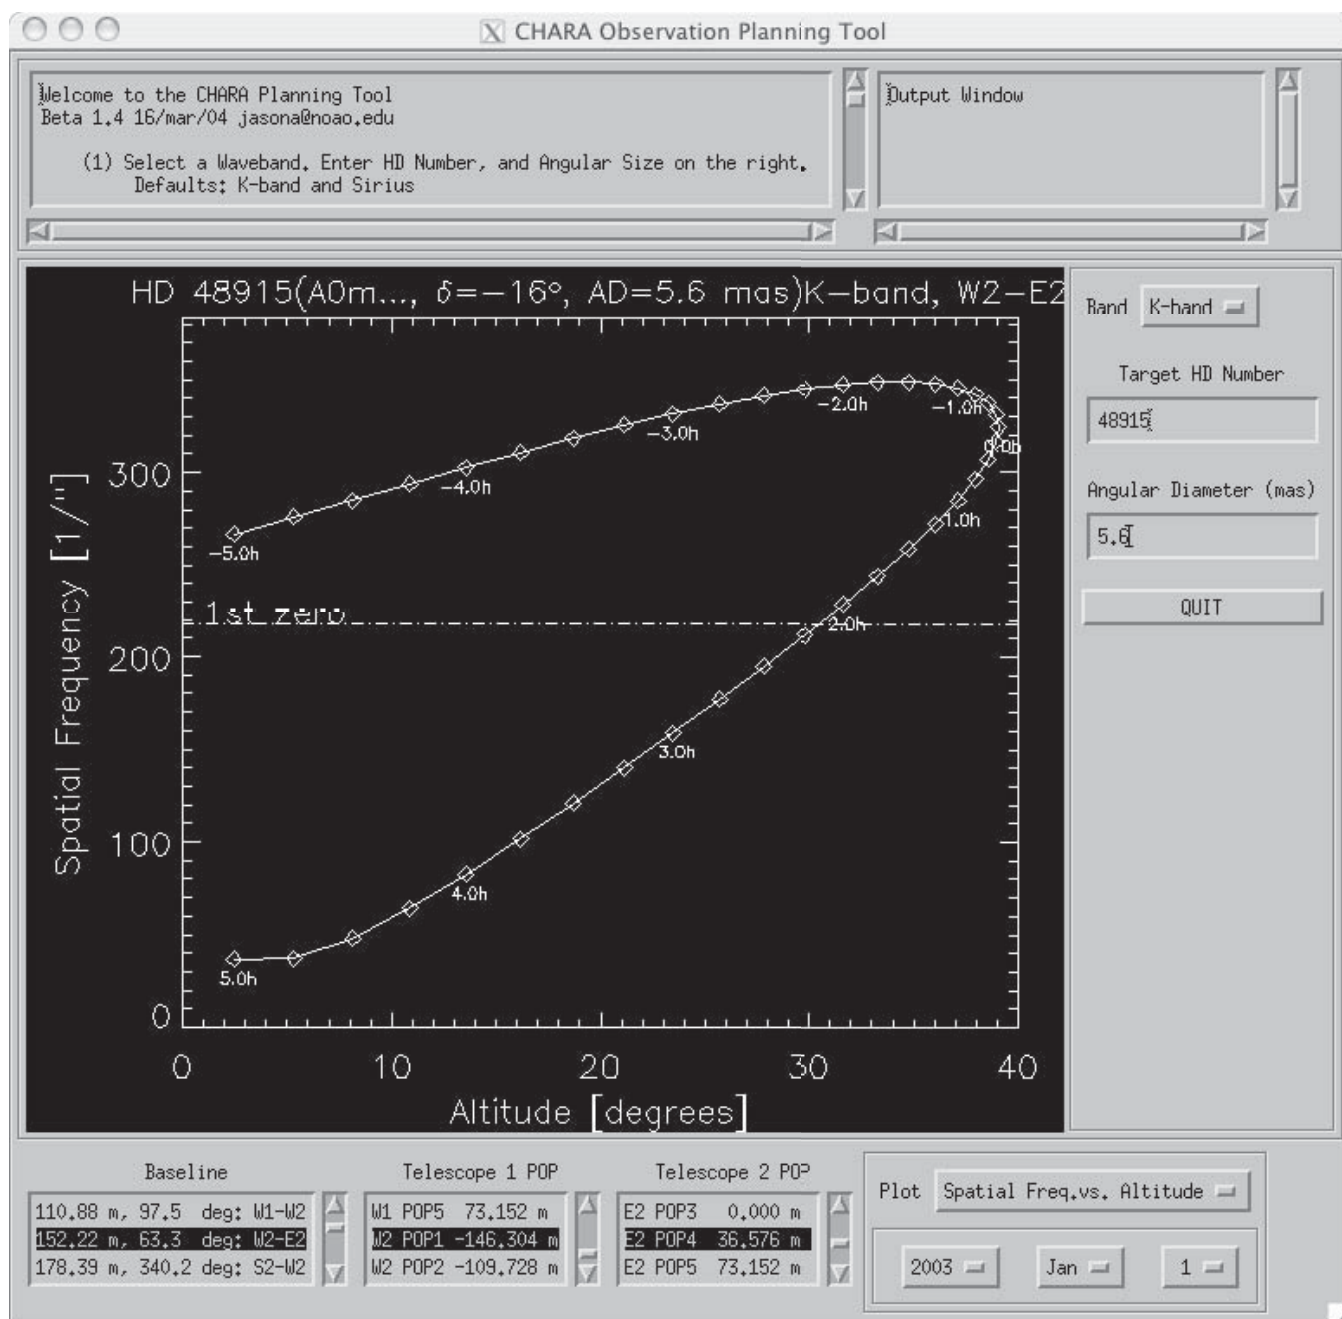 X CHARA Observation Planning Tool
Welcome to the CHARA Planning Tool
Beta 1.4 16/mar/04 jasona@noao.edu
(1) Select a Waveband. Enter HD Number, and Angular Size on the right.
Defaults: K-band and Sirius
Output Window
HD 48915(A0m..., δ=−16°, AD=5.6 mas)K−band, W2−E2
Spatial Frequency [1/"]
300
200
100
0
−5.0h
−4.0h
−3.0h
−2.0h
−1.0h
0.0h
1.0h
2.0h
3.0h
4.0h
5.0h
1st zero
0
10
20
30
40
Altitude [degrees]
Band K-band
Target HD Number
48915
Angular Diameter (mas)
5.6
QUIT
Baseline
110.88 m, 97.5 deg: W1-W2
152.22 m, 63.3 deg: W2-E2
178.39 m, 340.2 deg: S2-W2
Telescope 1 POP
W1 POP5 73.152 m
W2 POP1 -146.304 m
W2 POP2 -109.728 m
Telescope 2 POP
E2 POP3 0.000 m
E2 POP4 36.576 m
E2 POP5 73.152 m
Plot Spatial Freq.vs. Altitude
2003 Jan 1